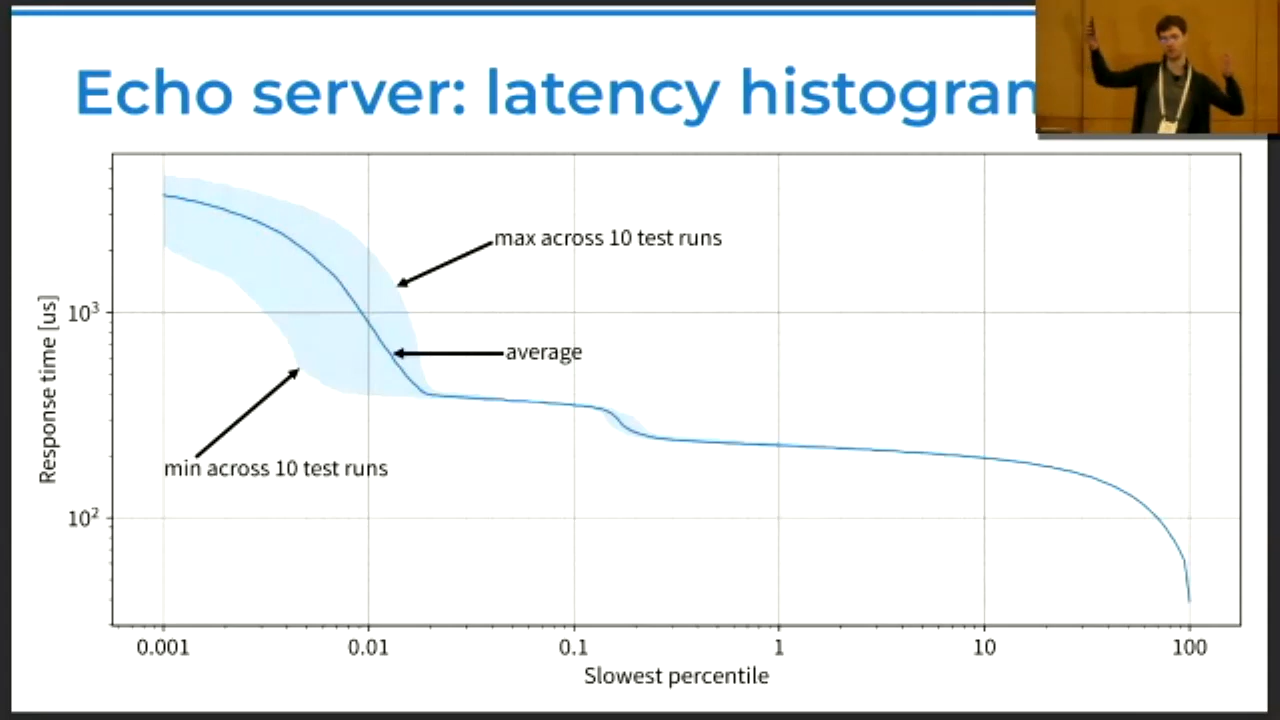 Echo server: latency histogran
max across 10 test runs
average
min across 10 test runs
Response time [us]
10³
10²
0.001 0.01 0.1 1 10 100
Slowest percentile